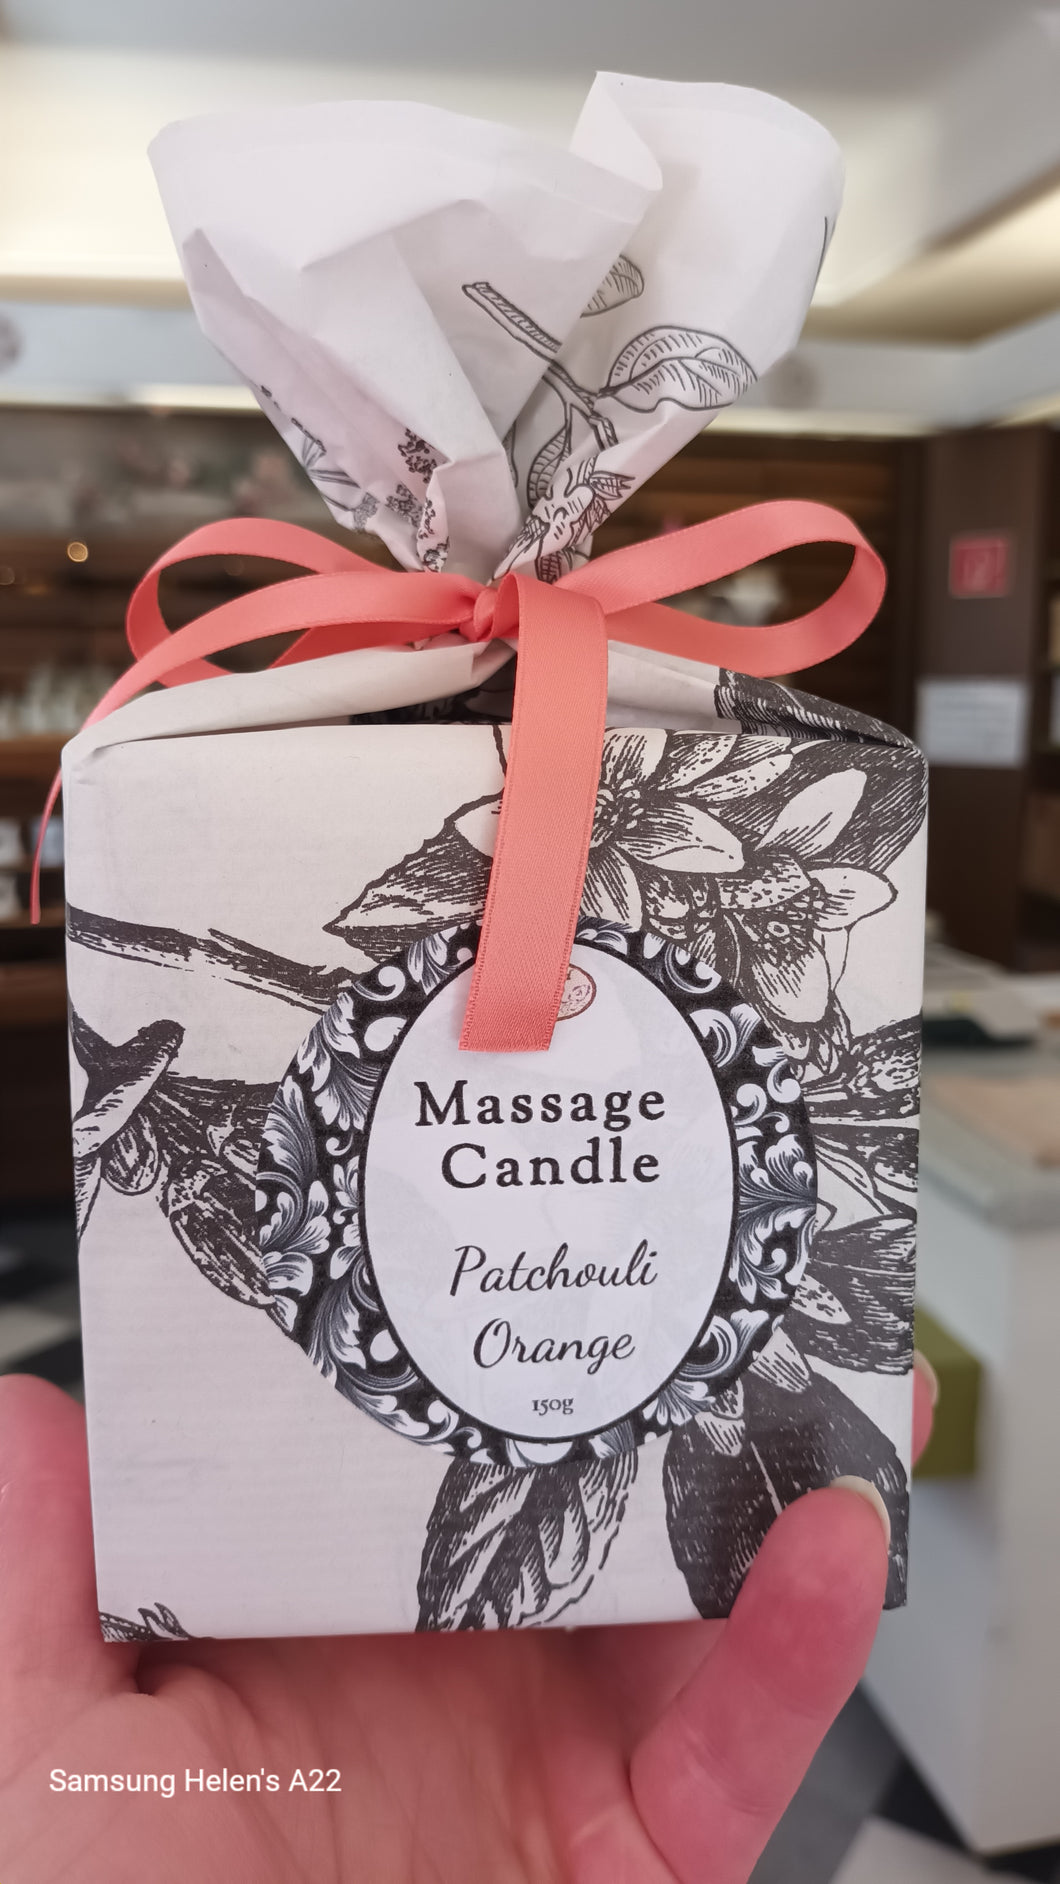 Massage
Candle
Patchouli
Orange
150g
Samsung Helen's A22